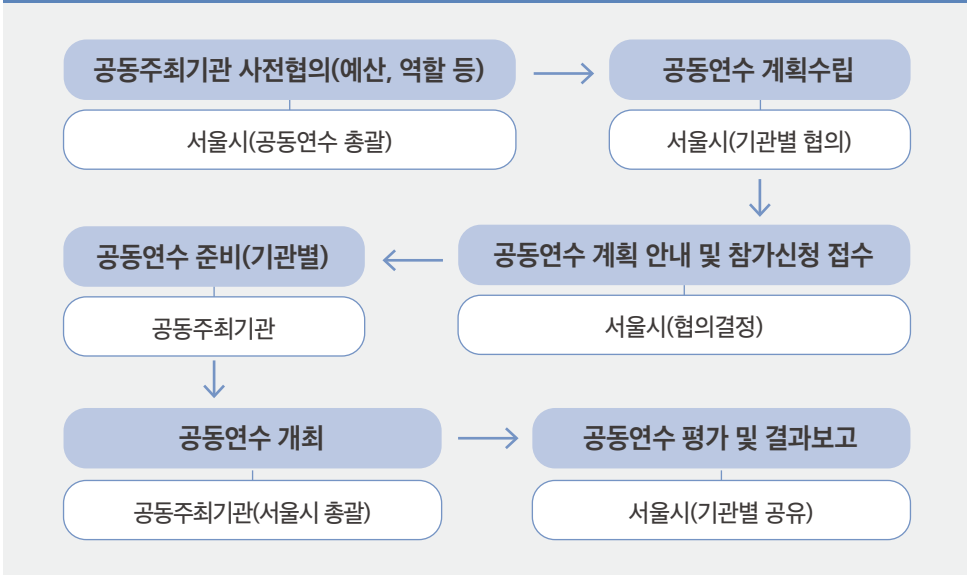 공동주최기관 사전협의(예산, 역할 등)
서울시(공동연수 총괄)
공동연수 계획수립
서울시(기관별 협의)
공동연수 계획 안내 및 참가신청 접수
서울시(협의결정)
공동연수 준비(기관별)
공동주최기관
공동연수 개최
공동주최기관(서울시 총괄)
공동연수 평가 및 결과보고
서울시(기관별 공유)